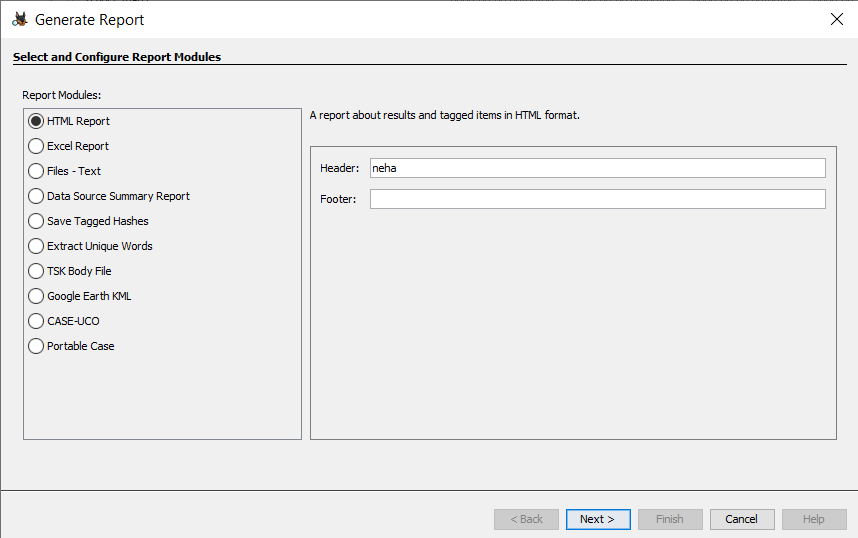 Generate Report
Select and Configure Report Modules
Report Modules:
HTML Report
Excel Report
Files - Text
Data Source Summary Report
Save Tagged Hashes
Extract Unique Words
TSK Body File
Google Earth KML
CASE-UCO
Portable Case
A report about results and tagged items in HTML format.
Header: neha
Footer:
< Back Next > Finish Cancel Help